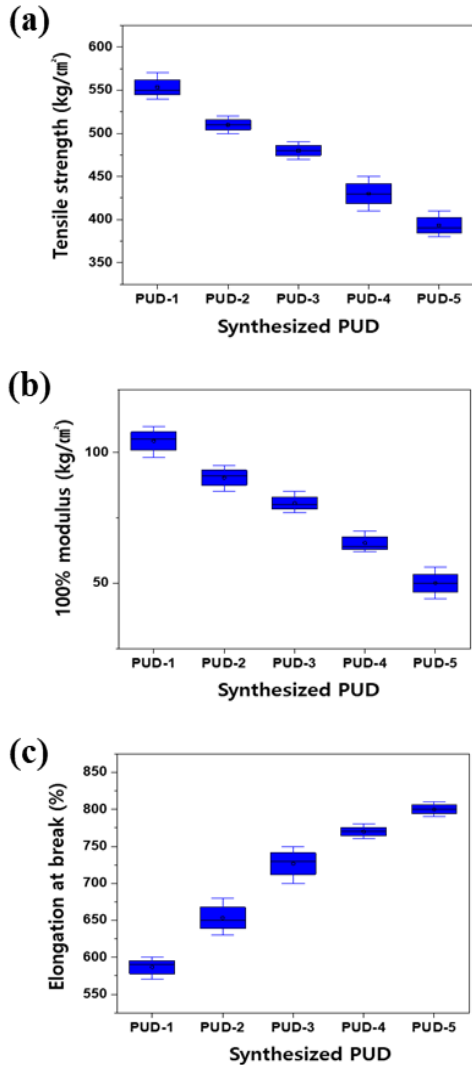 (a)
Tensile strength (kg/㎠)
600
550
500
450
400
350
PUD-1 PUD-2 PUD-3 PUD-4 PUD-5
Synthesized PUD
(b)
100% modulus (kg/㎠)
100
50
PUD-1 PUD-2 PUD-3 PUD-4 PUD-5
Synthesized PUD
(c)
Elongation at break (%)
850
800
750
700
650
600
550
PUD-1 PUD-2 PUD-3 PUD-4 PUD-5
Synthesized PUD